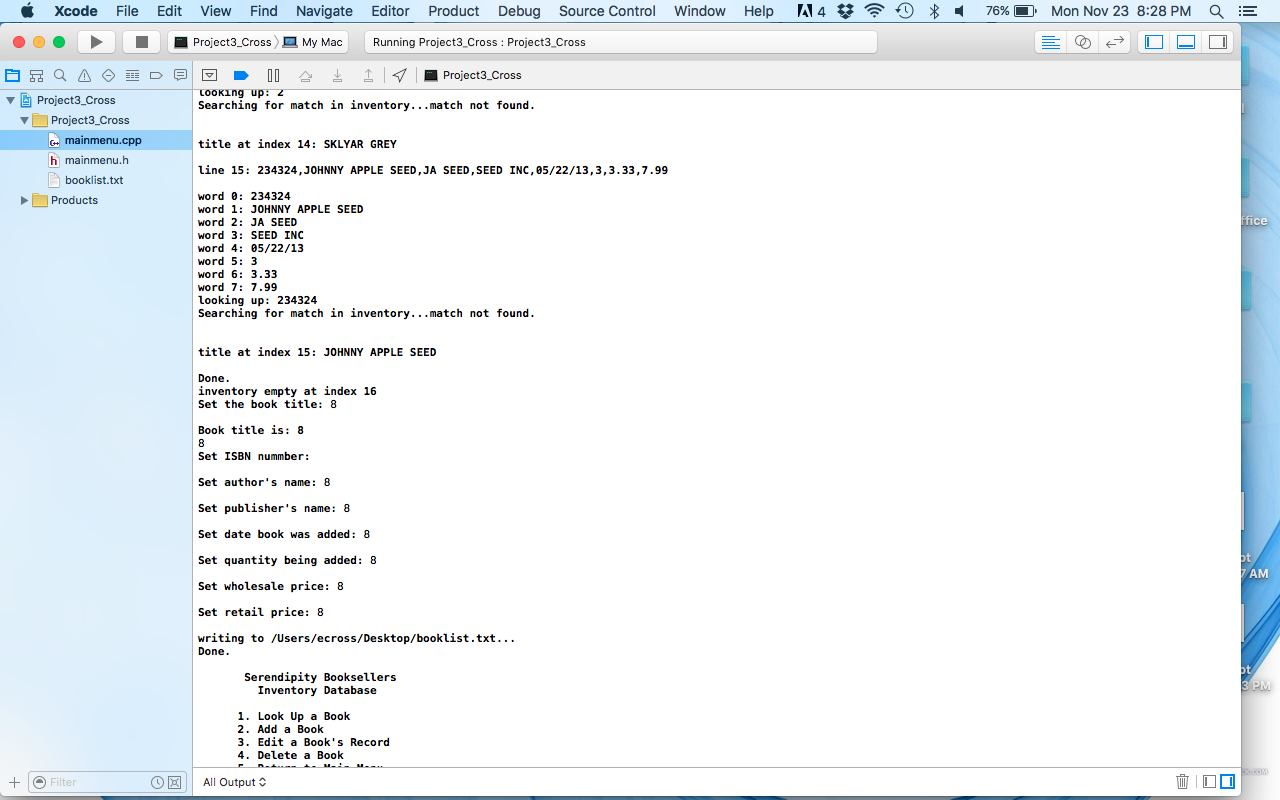 Xcode File Edit View Find Navigate Editor Product Debug Source Control Window Help 4 76% Mon Nov 23 8:28 PM
Project3_Cross My Mac Running Project3_Cross : Project3_Cross
Project3_Cross
Project3_Cross
Project3_Cross
mainmenu.cpp
mainmenu.h
booklist.txt
Products
Filter
looking up: 2
Searching for match in inventory...match not found.
title at index 14: SKLYAR GREY
line 15: 234324,JOHNNY APPLE SEED,JA SEED,SEED INC,05/22/13,3,3.33,7.99
word 0: 234324
word 1: JOHNNY APPLE SEED
word 2: JA SEED
word 3: SEED INC
word 4: 05/22/13
word 5: 3
word 6: 3.33
word 7: 7.99
looking up: 234324
Searching for match in inventory...match not found.
title at index 15: JOHNNY APPLE SEED
Done.
inventory empty at index 16
Set the book title: 8
Book title is: 8
8
Set ISBN nummber:
Set author's name: 8
Set publisher's name: 8
Set date book was added: 8
Set quantity being added: 8
Set wholesale price: 8
Set retail price: 8
writing to /Users/ecross/Desktop/booklist.txt...
Done.
Serendipity Booksellers
Inventory Database
1. Look Up a Book
2. Add a Book
3. Edit a Book's Record
4. Delete a Book
5. Return to Main Menu
All Output
ffice
ot
7 AM
ot
3 PM